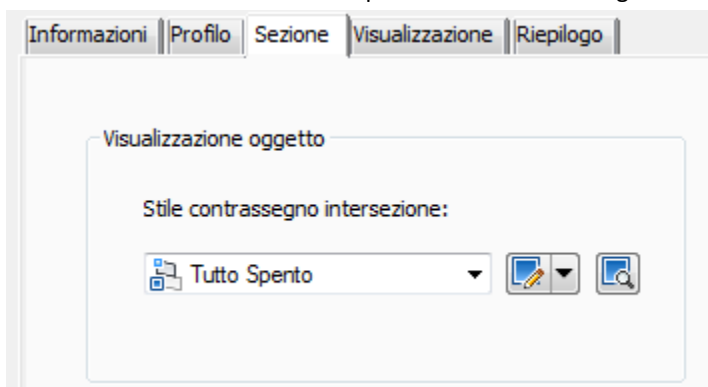 Informazioni Profilo Sezione Visualizzazione Riepilogo
Visualizzazione oggetto
Stile contrassegno intersezione:
Tutto Spento